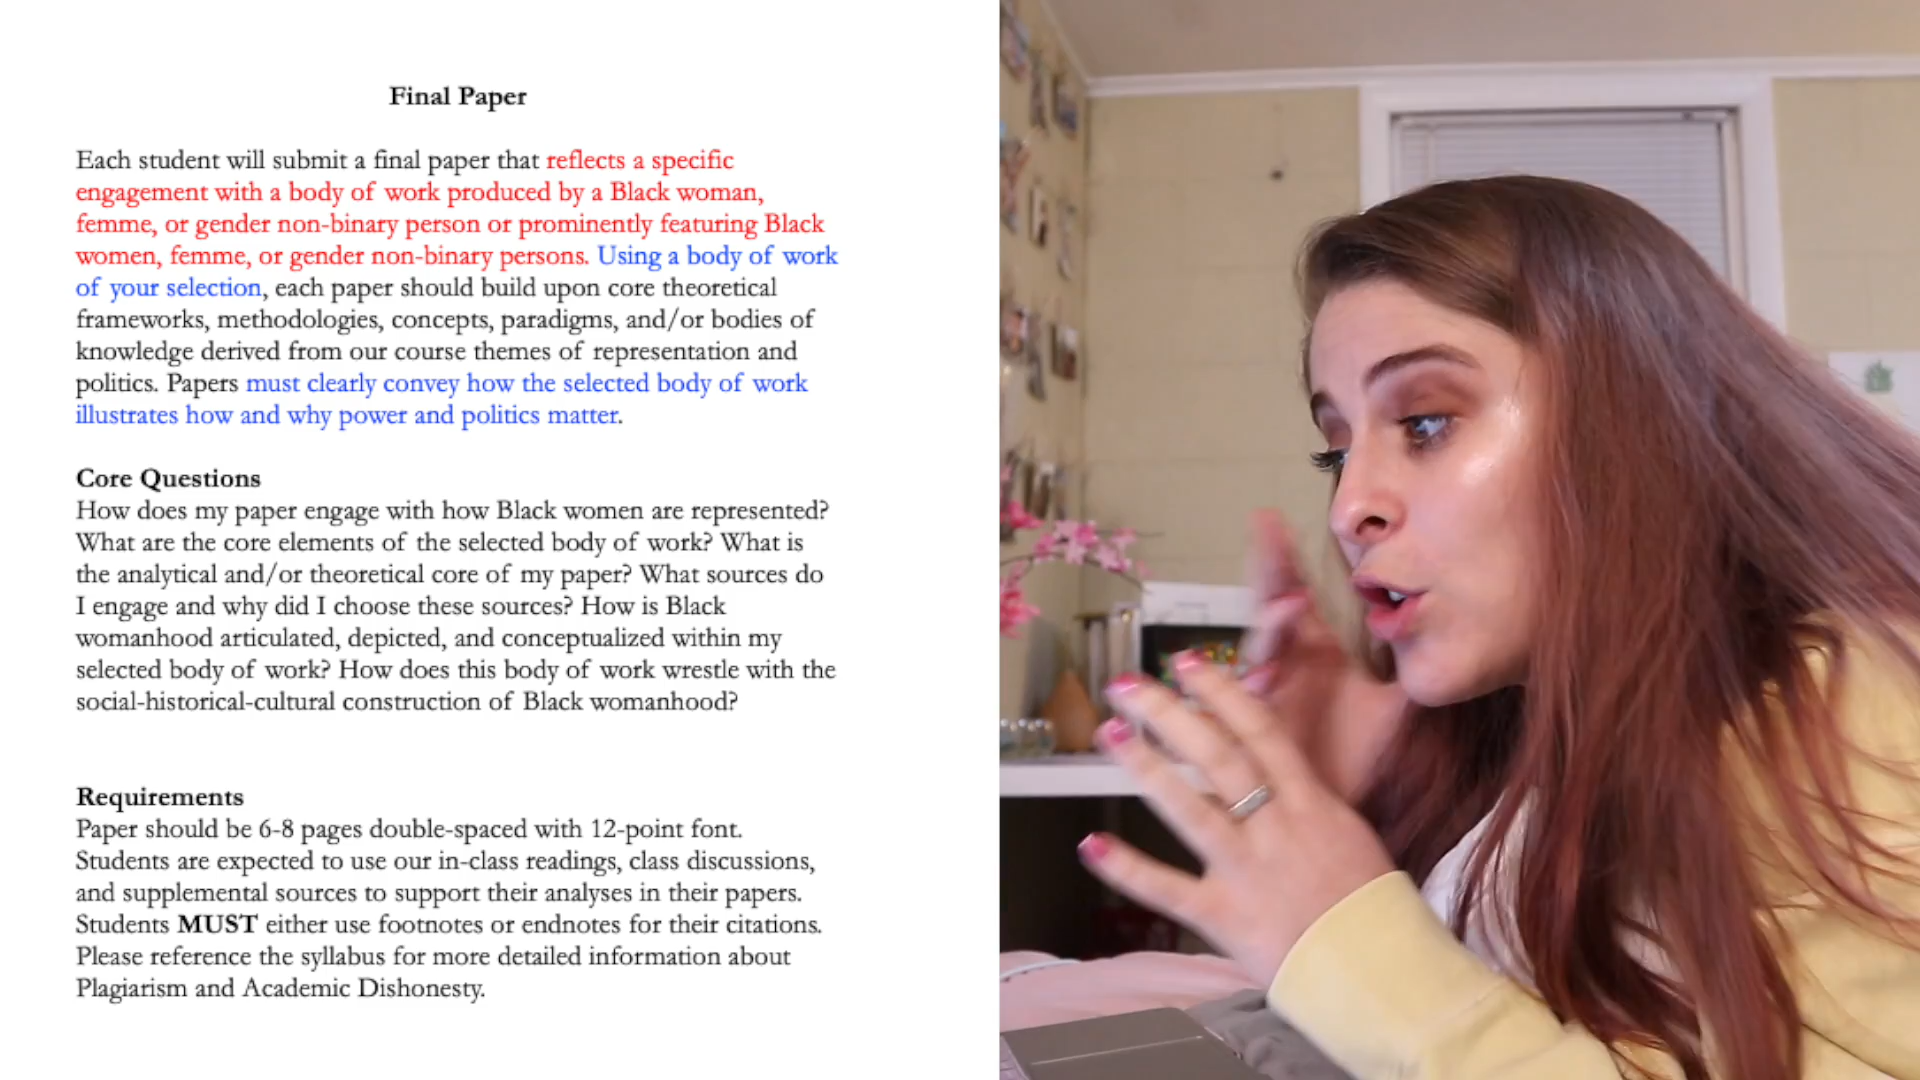 Final Paper
Each student will submit a final paper that reflects a specific
engagement with a body of work produced by a Black woman,
femme, or gender non-binary person or prominently featuring Black
women, femme, or gender non-binary persons. Using a body of work
of your selection, each paper should build upon core theoretical
frameworks, methodologies, concepts, paradigms, and/or bodies of
knowledge derived from our course themes of representation and
politics. Papers must clearly convey how the selected body of work
illustrates how and why power and politics matter.
Core Questions
How does my paper engage with how Black women are represented?
What are the core elements of the selected body of work? What is
the analytical and/or theoretical core of my paper? What sources do
I engage and why did I choose these sources? How is Black
womanhood articulated, depicted, and conceptualized within my
selected body of work? How does this body of work wrestle with the
social-historical-cultural construction of Black womanhood?
Requirements
Paper should be 6-8 pages double-spaced with 12-point font.
Students are expected to use our in-class readings, class discussions,
and supplemental sources to support their analyses in their papers.
Students MUST either use footnotes or endnotes for their citations.
Please reference the syllabus for more detailed information about
Plagiarism and Academic Dishonesty.